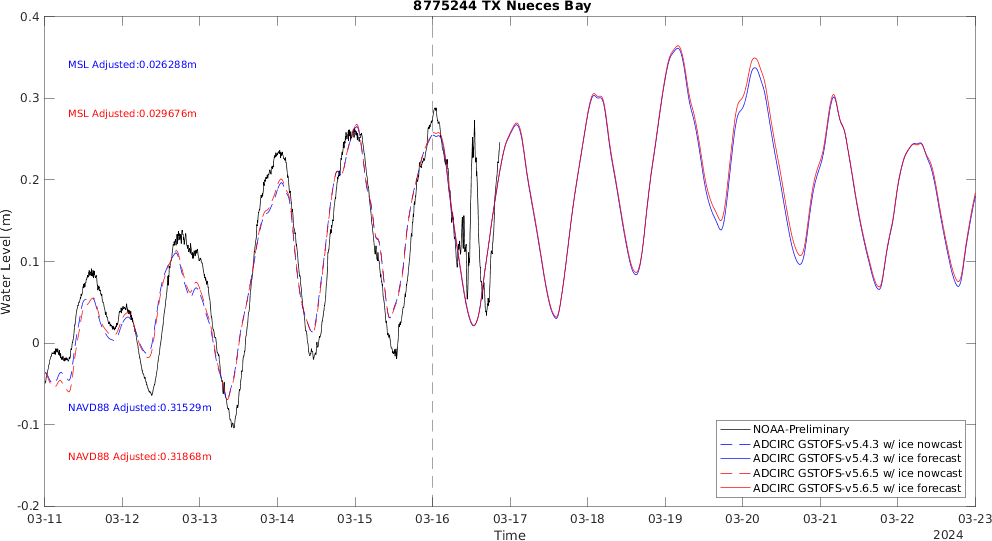 8775244 TX Nueces Bay
0.4
0.3
0.2
0.1
0
-0.1
-0.2
Water Level (m)
MSL Adjusted:0.026288m
MSL Adjusted:0.029676m
NAVD88 Adjusted:0.31529m
NAVD88 Adjusted:0.31868m
NOAA-Preliminary
ADCIRC GSTOFS-v5.4.3 w/ ice nowcast
ADCIRC GSTOFS-v5.4.3 w/ ice forecast
ADCIRC GSTOFS-v5.6.5 w/ ice nowcast
ADCIRC GSTOFS-v5.6.5 w/ ice forecast
03-11 03-12 03-13 03-14 03-15 03-16 03-17 03-18 03-19 03-20 03-21 03-22 03-23
Time
2024